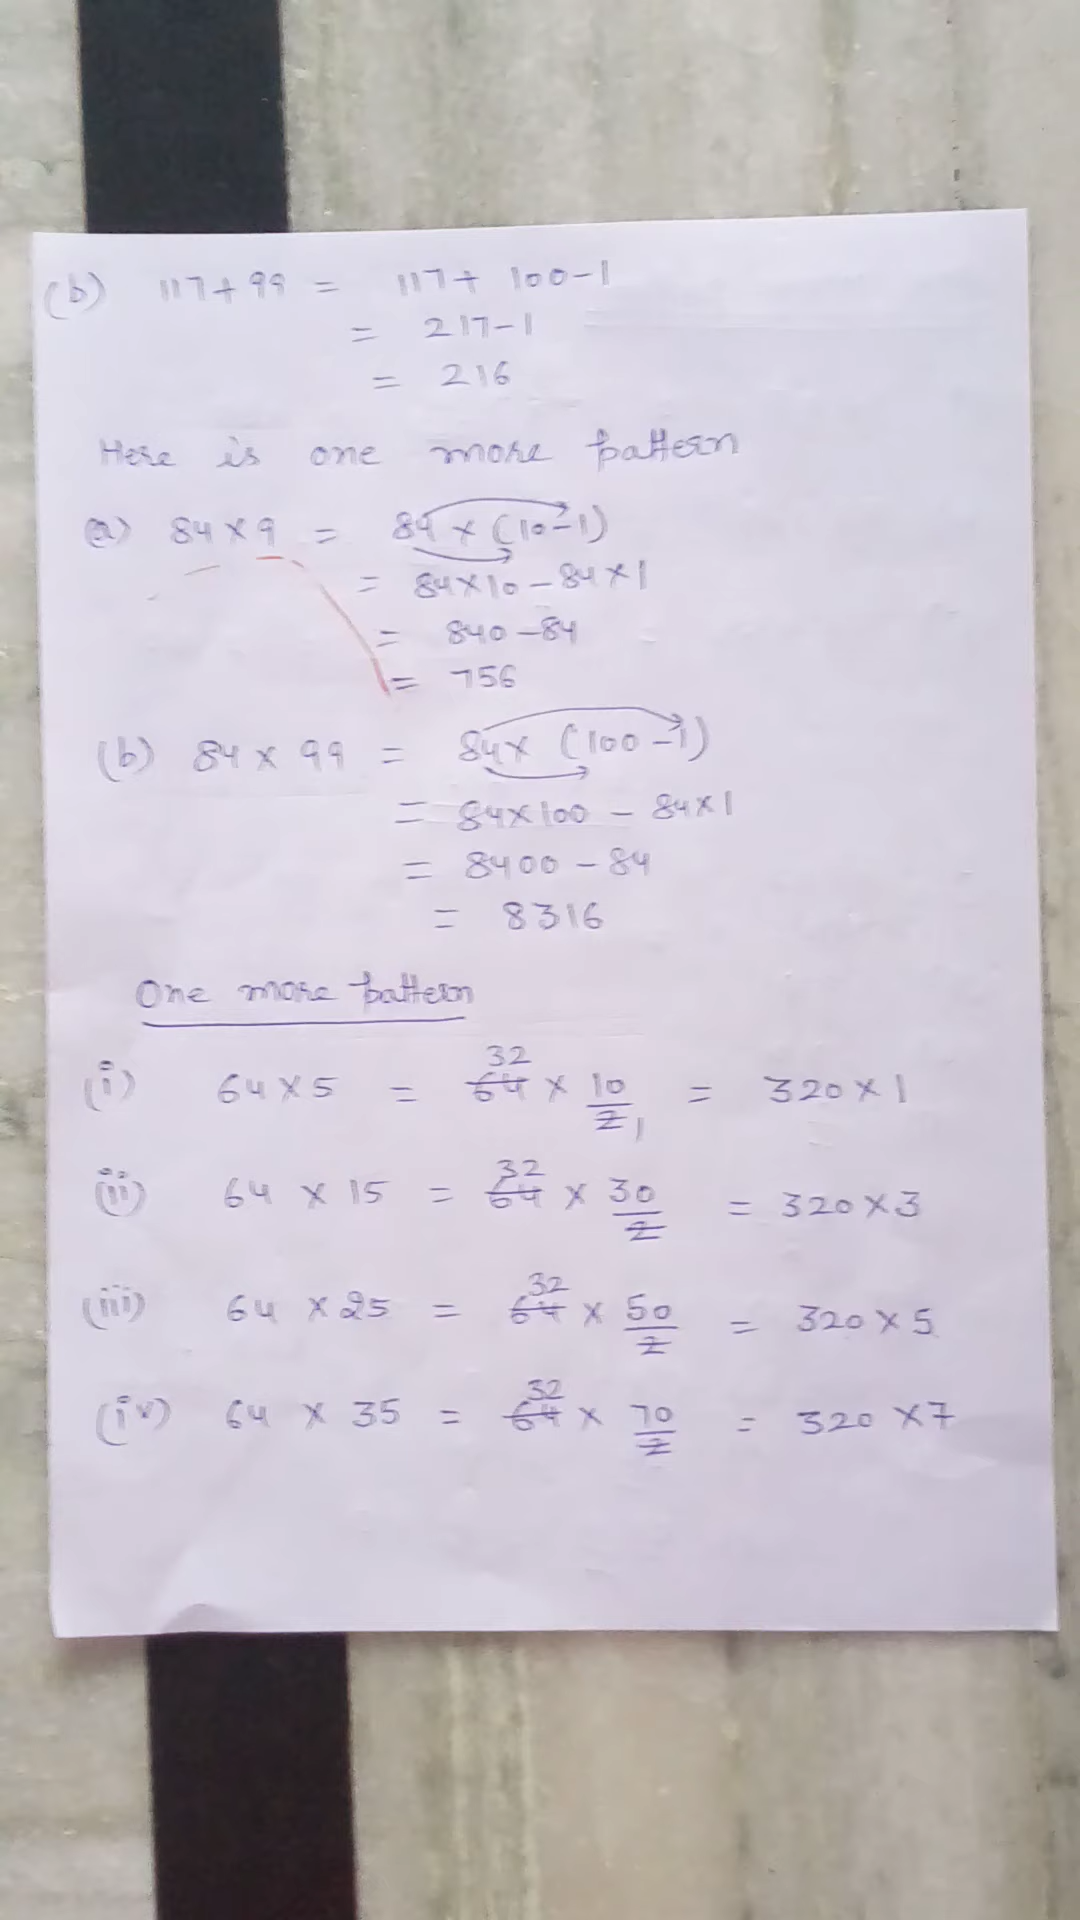 (b) 117+99 = 117+ 100-1
= 217-1
= 216
Here is one more pattern
(a) 84×9 = 84 × (10-1)
= 84×10-84×1
= 840-84
= 756
(b) 84 × 99 = 84× (100-1)
= 84×100 - 84×1
= 8400-84
= 8316
One more pattern
32
(i) 64×5 = 64 × 10/2 1 = 320×1
32
(ii) 64 × 15 = 64 × 30/2 = 320×3
32
(iii) 64 × 25 = 64 × 50/2 = 320×5
32
(iv) 64 × 35 = 64 × 70/2 = 320×7